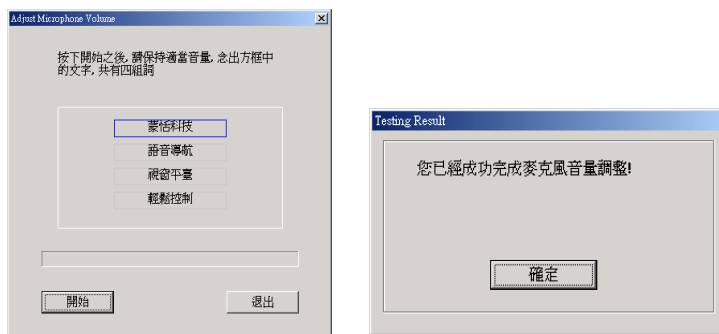 Adjust Microphone Volume
按下開始之後, 請保持適當音量, 念出方框中
的文字, 共有四組詞
蒙恬科技
語音導航
視窗平臺
輕鬆控制
開始
退出
Testing Result
您已經成功完成麥克風音量調整!
確定